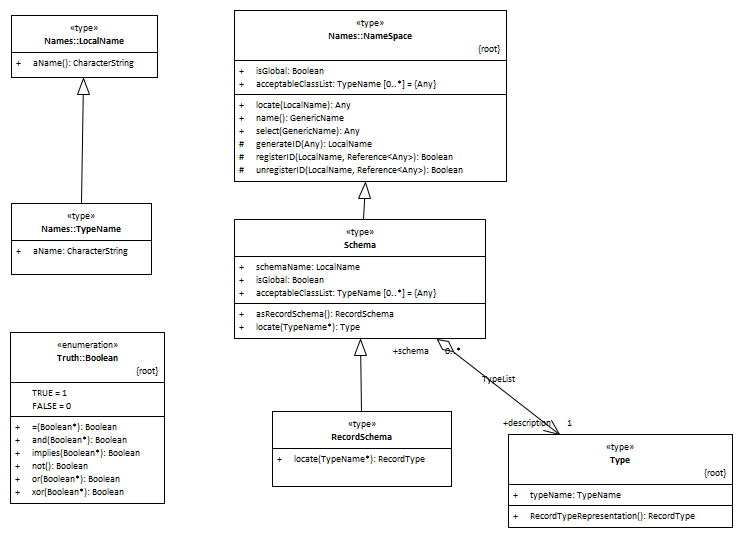 «type»
Names::LocalName
+ aName(): CharacterString
«type»
Names::NameSpace
{root}
+ isGlobal: Boolean
+ acceptableClassList: TypeName [0..*] = {Any}
+ locate(LocalName): Any
+ name(): GenericName
+ select(GenericName): Any
# generateID(Any): LocalName
# registerID(LocalName, Reference<Any>): Boolean
# unregisterID(LocalName, Reference<Any>): Boolean
«type»
Names::TypeName
+ aName: CharacterString
«type»
Schema
+ schemaName: LocalName
+ isGlobal: Boolean
+ acceptableClassList: TypeName [0..*] = {Any}
+ asRecordSchema(): RecordSchema
+ locate(TypeName*): Type
«enumeration»
Truth::Boolean
{root}
TRUE = 1
FALSE = 0
+ =(Boolean*): Boolean
+ and(Boolean*): Boolean
+ implies(Boolean*): Boolean
+ not(): Boolean
+ or(Boolean*): Boolean
+ xor(Boolean*): Boolean
+schema 0..*
TypeList
+description 1
«type»
RecordSchema
+ locate(TypeName*): RecordType
«type»
Type
{root}
+ typeName: TypeName
+ RecordTypeRepresentation(): RecordType